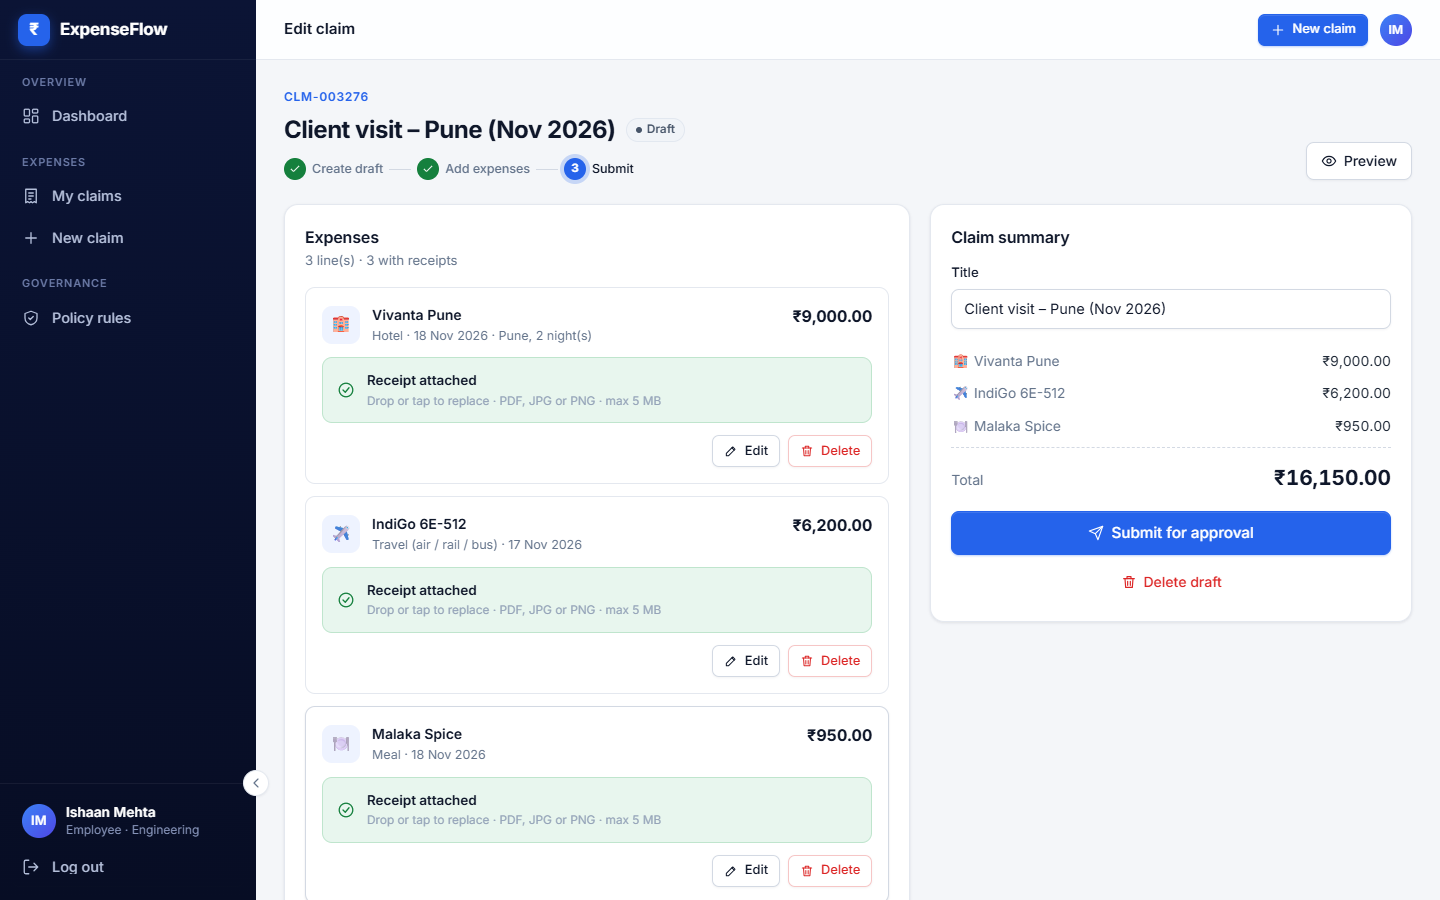 ₹ ExpenseFlow
OVERVIEW
Dashboard
EXPENSES
My claims
New claim
GOVERNANCE
Policy rules
IM
Ishaan Mehta
Employee · Engineering
Log out
Edit claim
New claim
IM
CLM-003276
Client visit – Pune (Nov 2026)
Draft
Create draft
Add expenses
3 Submit
Preview
Expenses
3 line(s) · 3 with receipts
Vivanta Pune
₹9,000.00
Hotel · 18 Nov 2026 · Pune, 2 night(s)
Receipt attached
Drop or tap to replace · PDF, JPG or PNG · max 5 MB
Edit
Delete
IndiGo 6E-512
₹6,200.00
Travel (air / rail / bus) · 17 Nov 2026
Receipt attached
Drop or tap to replace · PDF, JPG or PNG · max 5 MB
Edit
Delete
Malaka Spice
₹950.00
Meal · 18 Nov 2026
Receipt attached
Drop or tap to replace · PDF, JPG or PNG · max 5 MB
Edit
Delete
Claim summary
Title
Client visit – Pune (Nov 2026)
Vivanta Pune ₹9,000.00
IndiGo 6E-512 ₹6,200.00
Malaka Spice ₹950.00
Total ₹16,150.00
Submit for approval
Delete draft